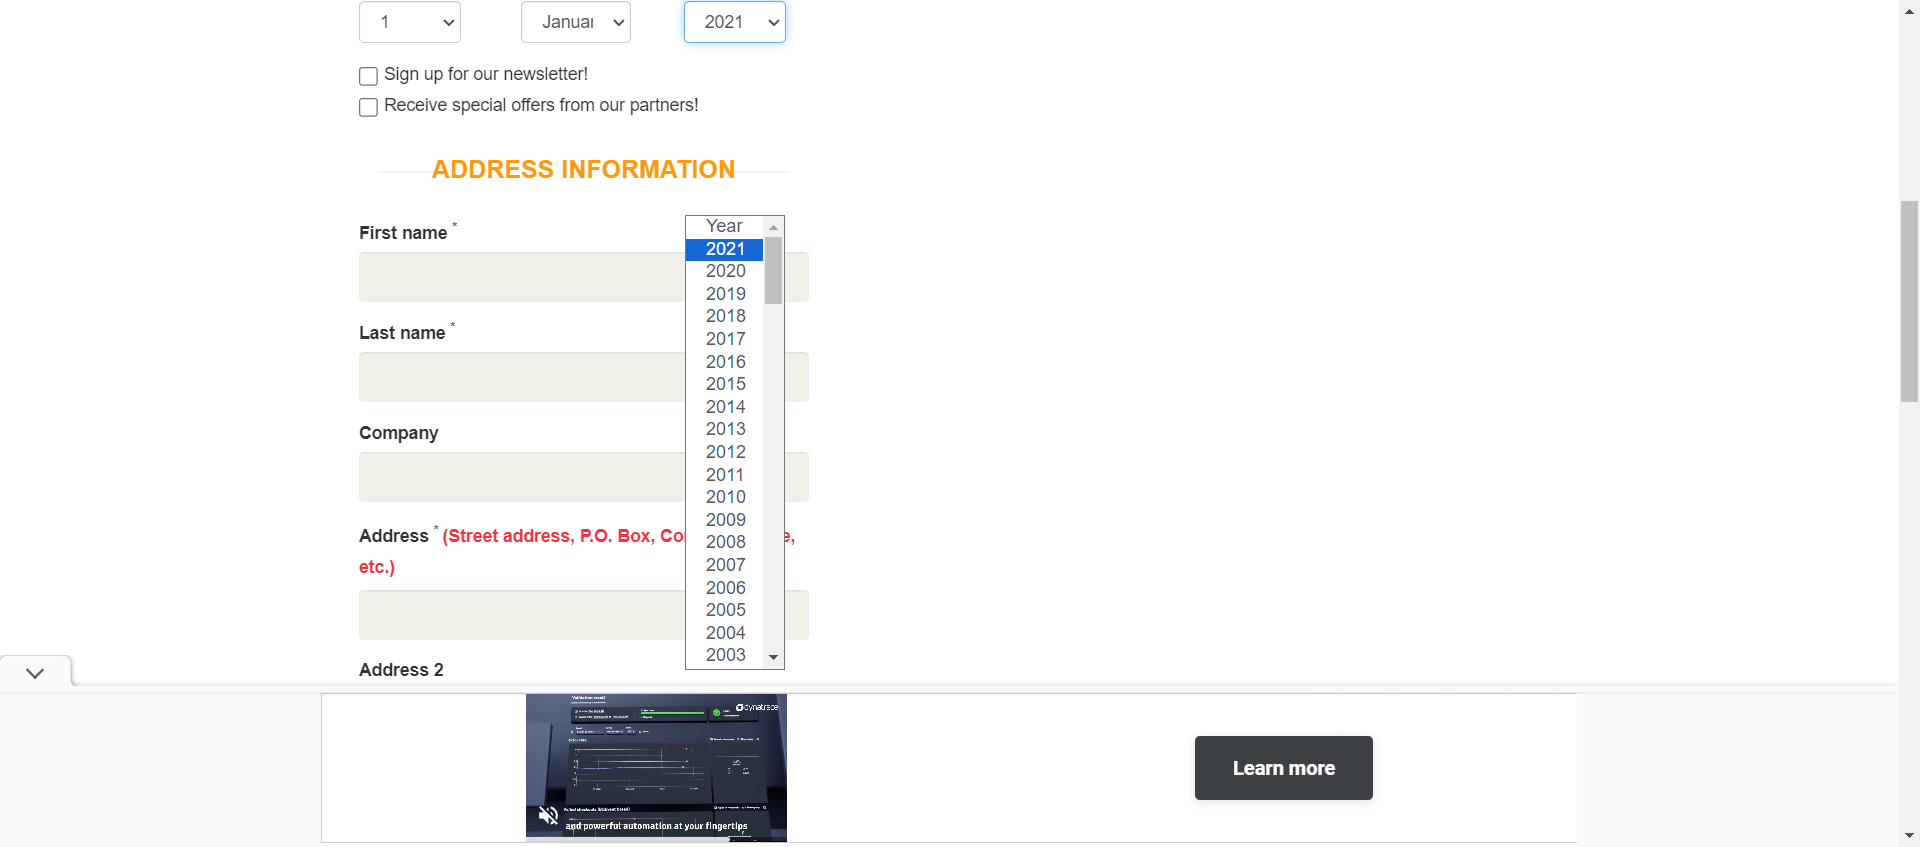 1
Januar
2021
Sign up for our newsletter!
Receive special offers from our partners!
ADDRESS INFORMATION
First name *
Last name *
Company
Address * (Street address, P.O. Box, Co e,
etc.)
Address 2
Year
2021
2020
2019
2018
2017
2016
2015
2014
2013
2012
2011
2010
2009
2008
2007
2006
2005
2004
2003
Validation result
dynatrace
and powerful automation at your fingertips
Learn more